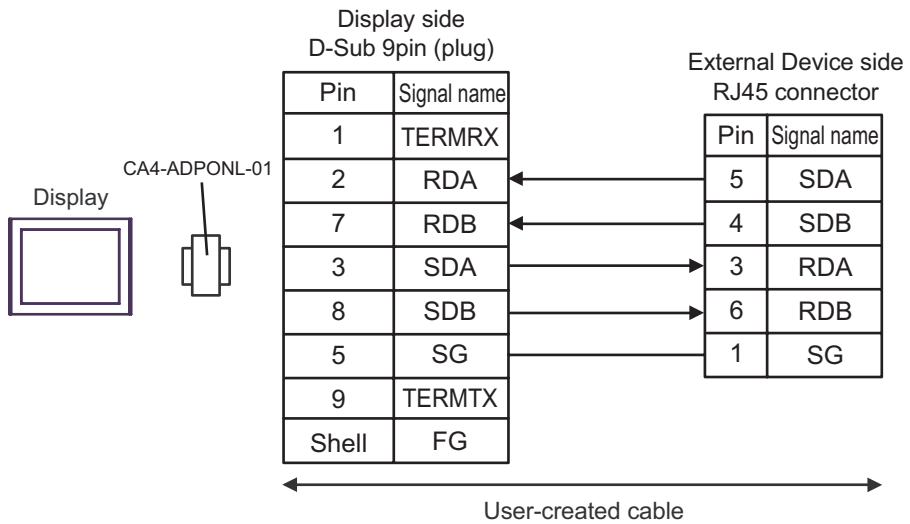 Display side
D-Sub 9pin (plug)
External Device side
RJ45 connector
Pin Signal name
1 TERMRX
Pin Signal name
CA4-ADPONL-01
Display
2 RDA
5 SDA
7 RDB
4 SDB
3 SDA
3 RDA
8 SDB
6 RDB
5 SG
1 SG
9 TERMTX
Shell FG
User-created cable